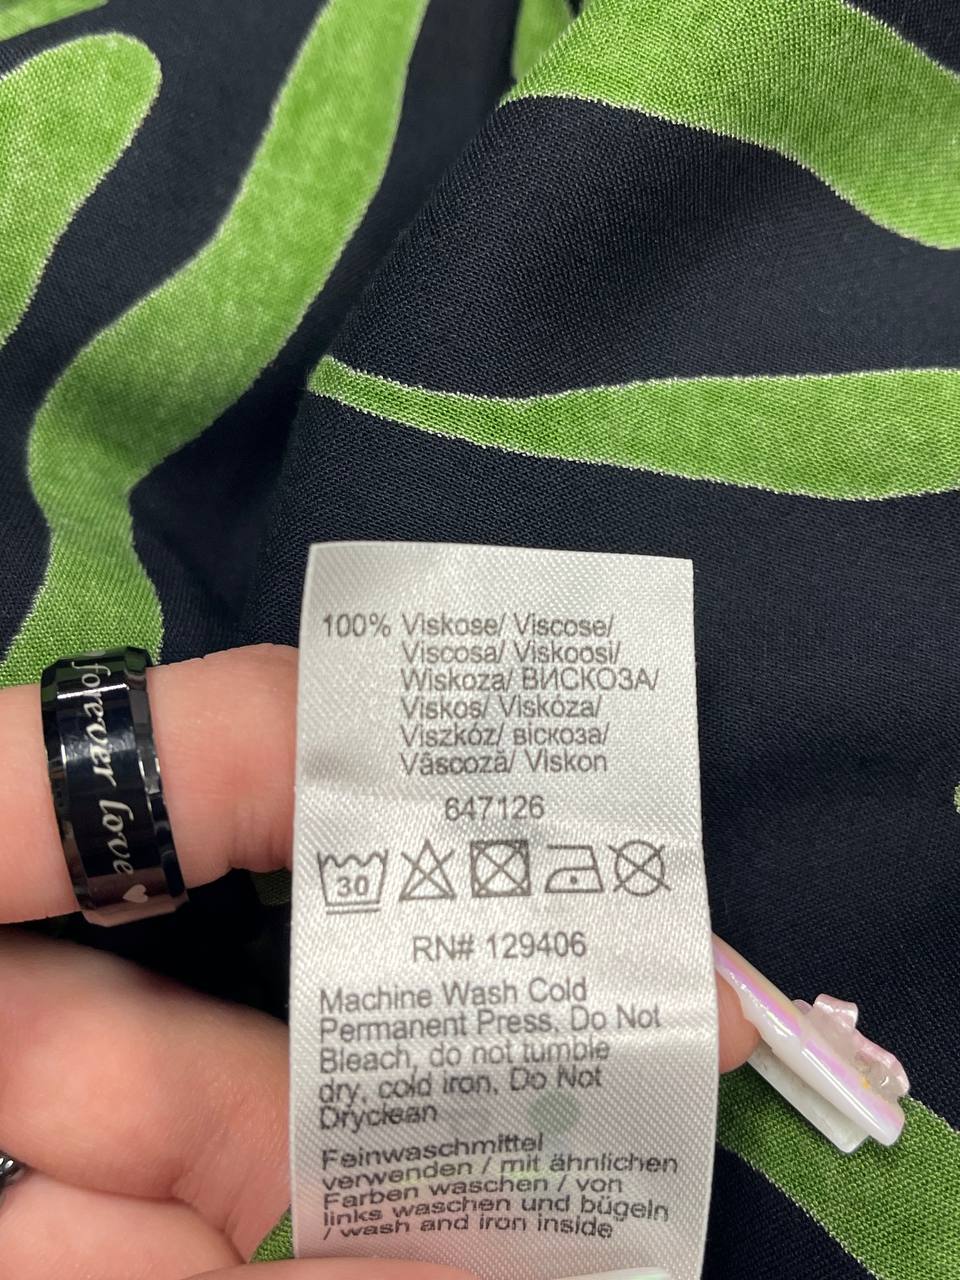 forever love
100% Viskose/ Viscose/
Viscosa/ Viskoosi/
Wiskoza/ ВИСКОЗА/
Viskos/ Viskóza/
Viszkóz/ віскоза/
Vâscoză/ Viskon
647126
30
RN# 129406
Machine Wash Cold
Permanent Press, Do Not
Bleach, do not tumble
dry, cold iron, Do Not
Dryclean
Feinwaschmittel
verwenden / mit ähnlichen
Farben waschen / von
links waschen und bügeln
/ wash and iron inside